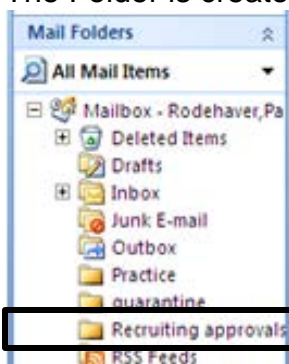 The Folder is create
Mail Folders
All Mail Items
Mailbox - Rodehaver,Pa
Deleted Items
Drafts
Inbox
Junk E-mail
Outbox
Practice
quarantine
Recruiting approvals
RSS Feeds